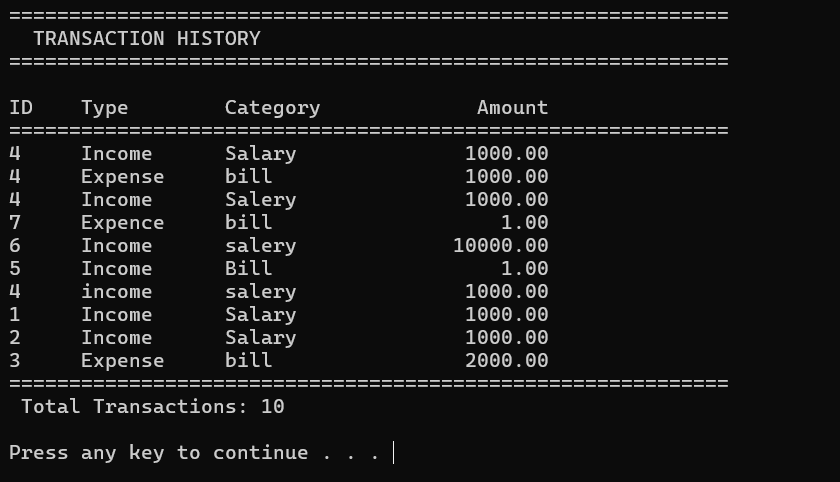 ============================================================
  TRANSACTION HISTORY
============================================================
ID    Type        Category             Amount
============================================================
4     Income      Salary              1000.00
4     Expense     bill                1000.00
4     Income      Salery              1000.00
7     Expence     bill                   1.00
6     Income      salery             10000.00
5     Income      Bill                   1.00
4     income      salery              1000.00
1     Income      Salary              1000.00
2     Income      Salary              1000.00
3     Expense     bill                2000.00
============================================================
 Total Transactions: 10
Press any key to continue . . .